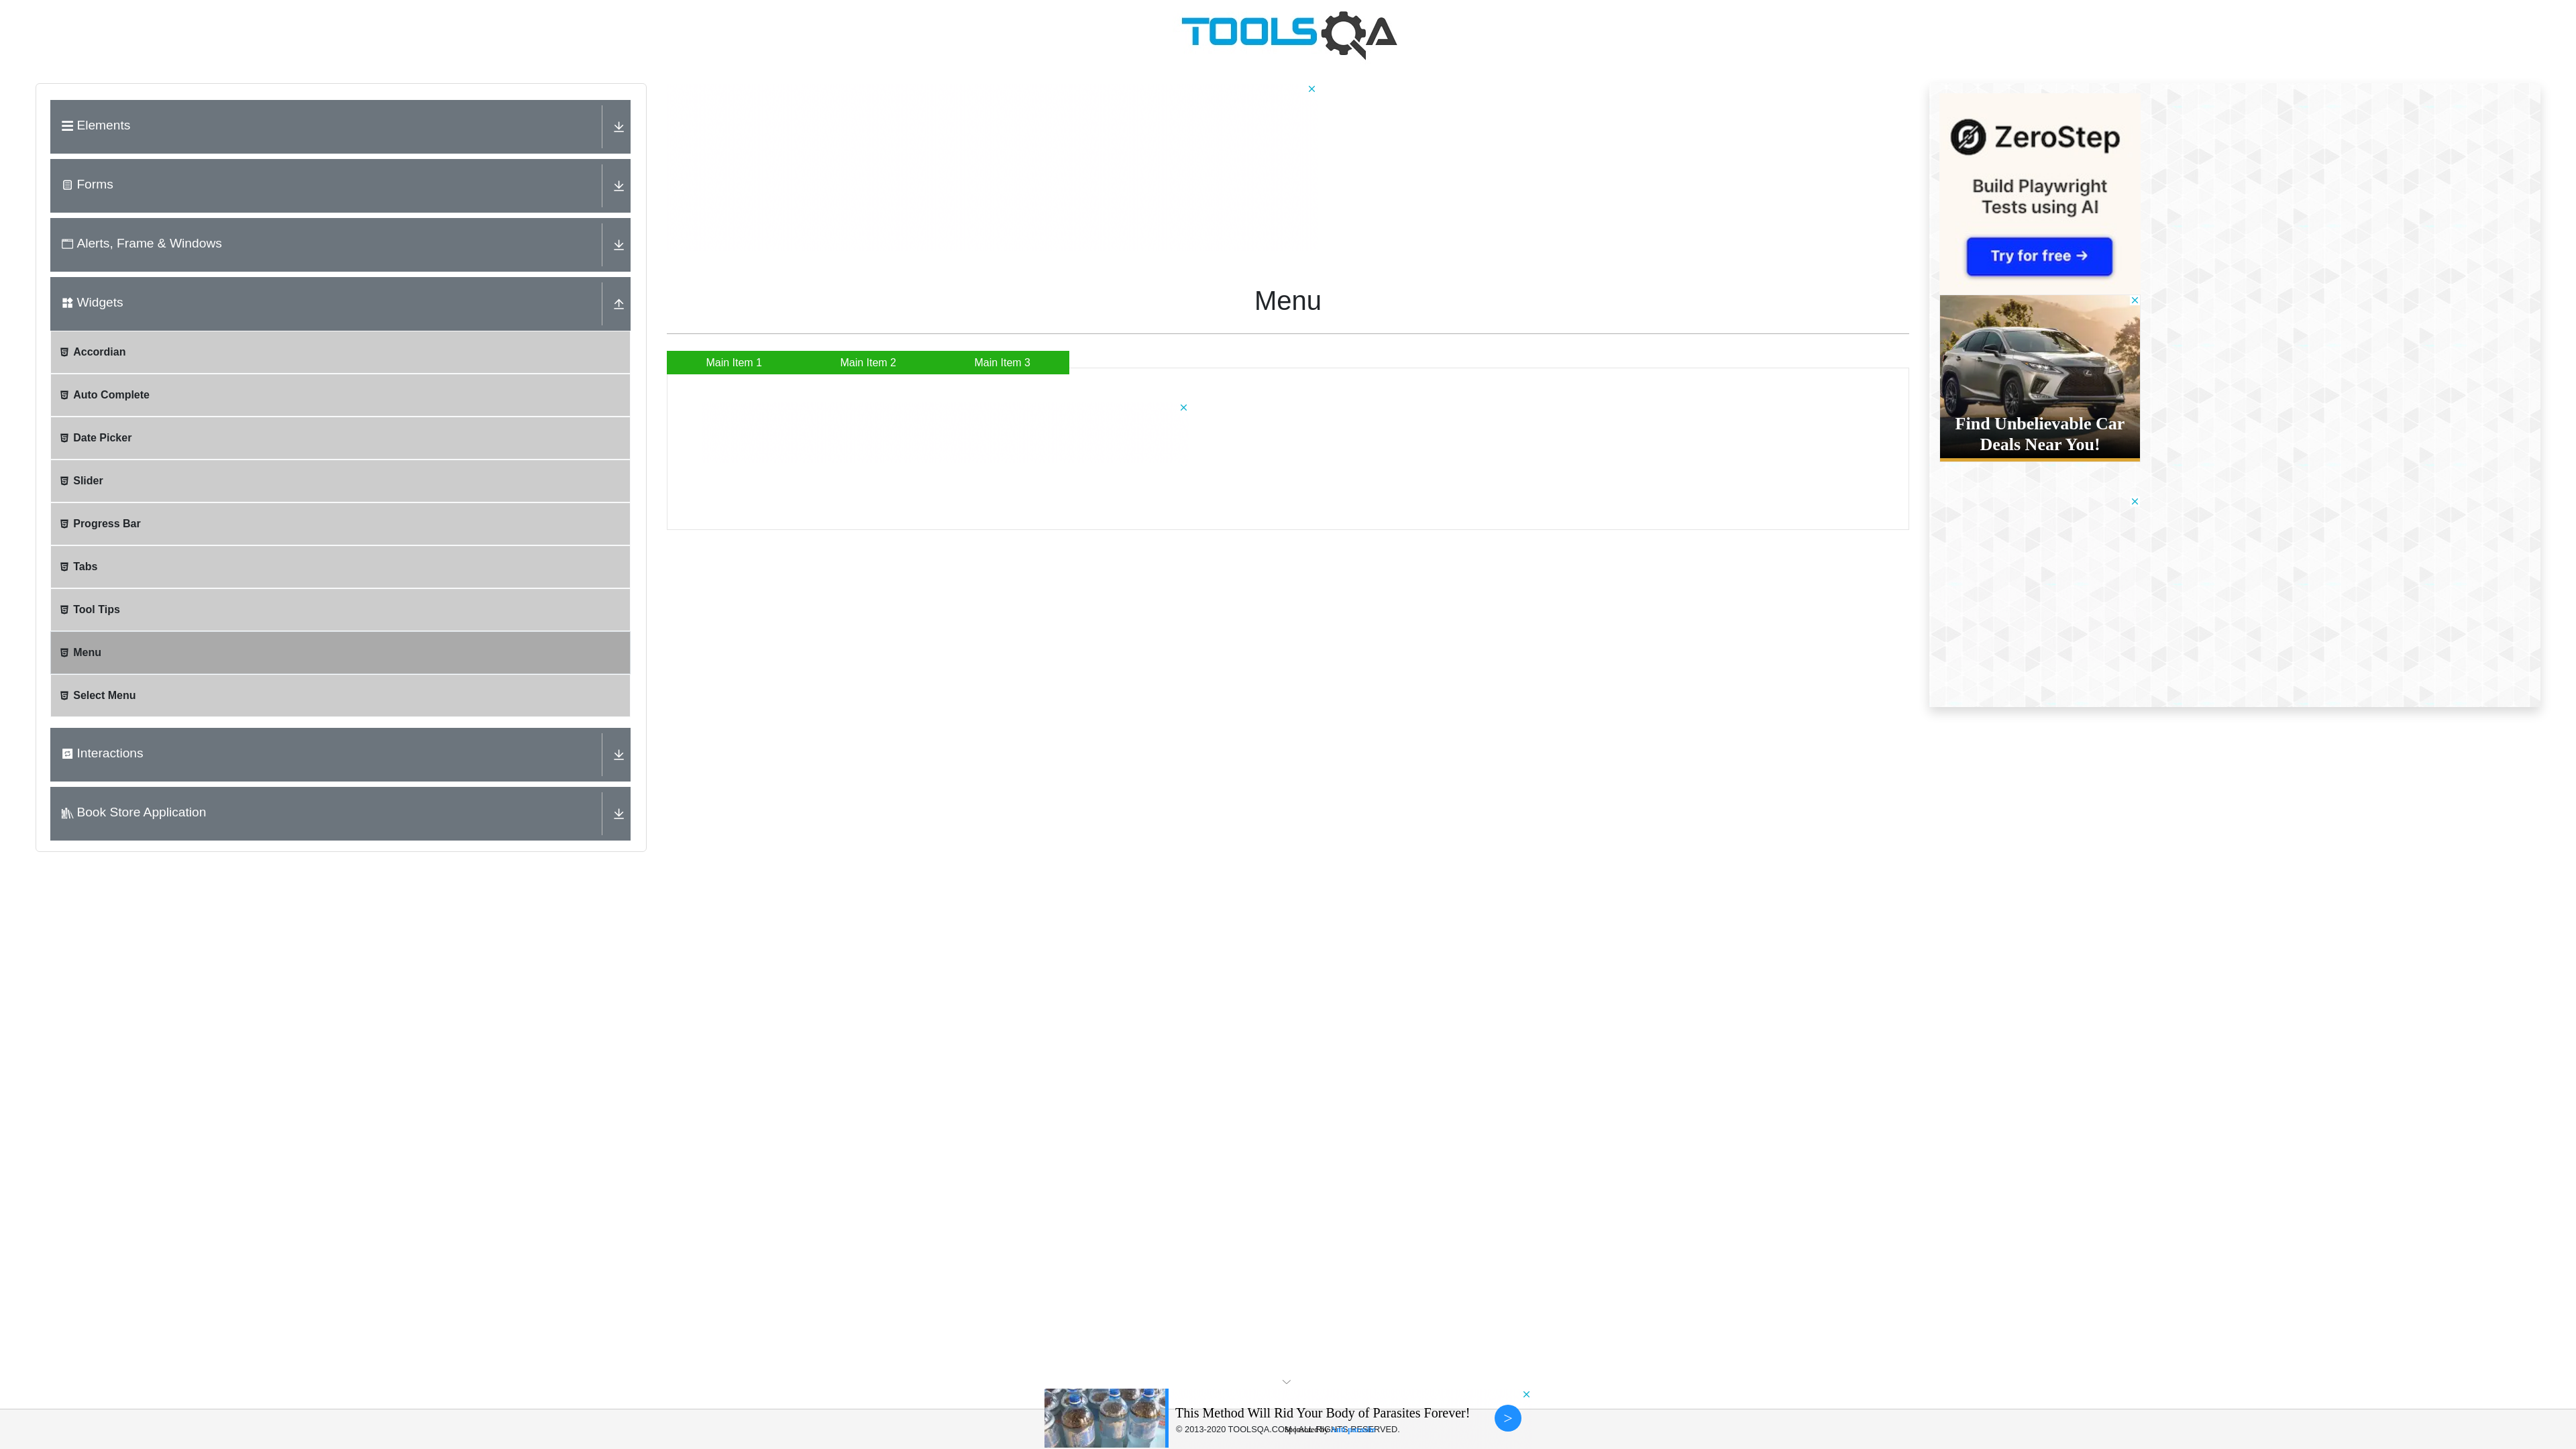 TOOLSQA
Elements
Forms
Alerts, Frame & Windows
Widgets
Accordian
Auto Complete
Date Picker
Slider
Progress Bar
Tabs
Tool Tips
Menu
Select Menu
Interactions
Book Store Application
Menu
Main Item 1
Main Item 2
Main Item 3
ZeroStep
Build Playwright
Tests using AI
Try for free →
Find Unbelievable Car
Deals Near You!
This Method Will Rid Your Body of Parasites Forever!
>
© 2013-2020 TOOLSQA.COM | ALL RIGHTS RESERVED.